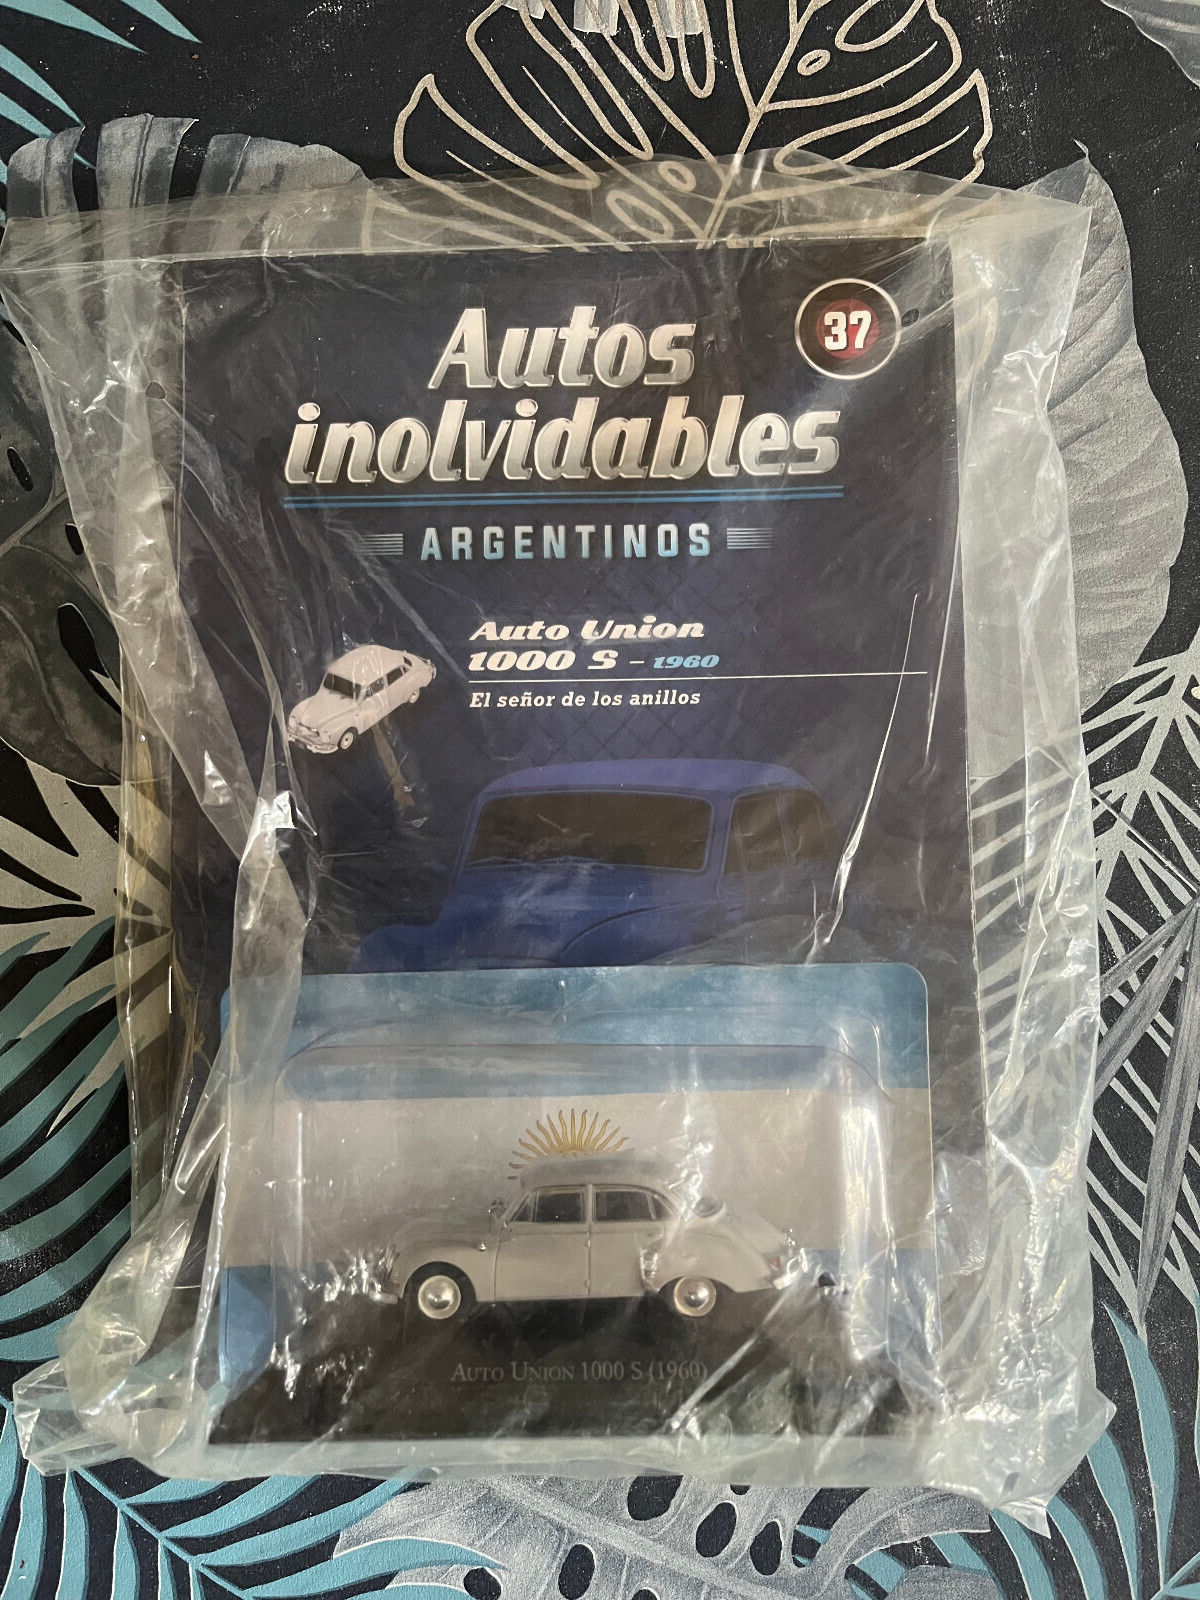 37
Autos
inolvidables
ARGENTINOS
Auto Union
1000 S - 1960
El señor de los anillos
AUTO UNION 1000 S (1960)